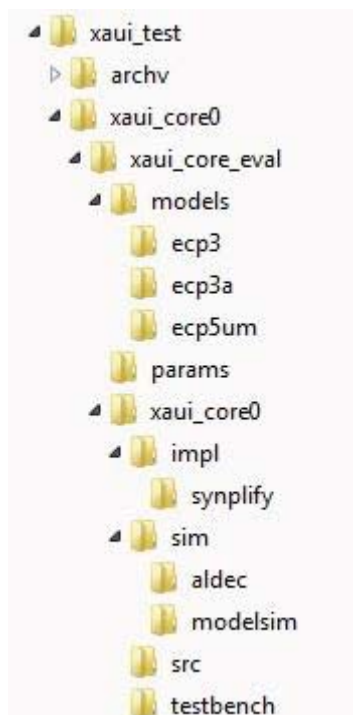 xaui_test
archv
xaui_core0
xaui_core_eval
models
ecp3
ecp3a
ecp5um
params
xaui_core0
impl
synplify
sim
aldec
modelsim
src
testbench